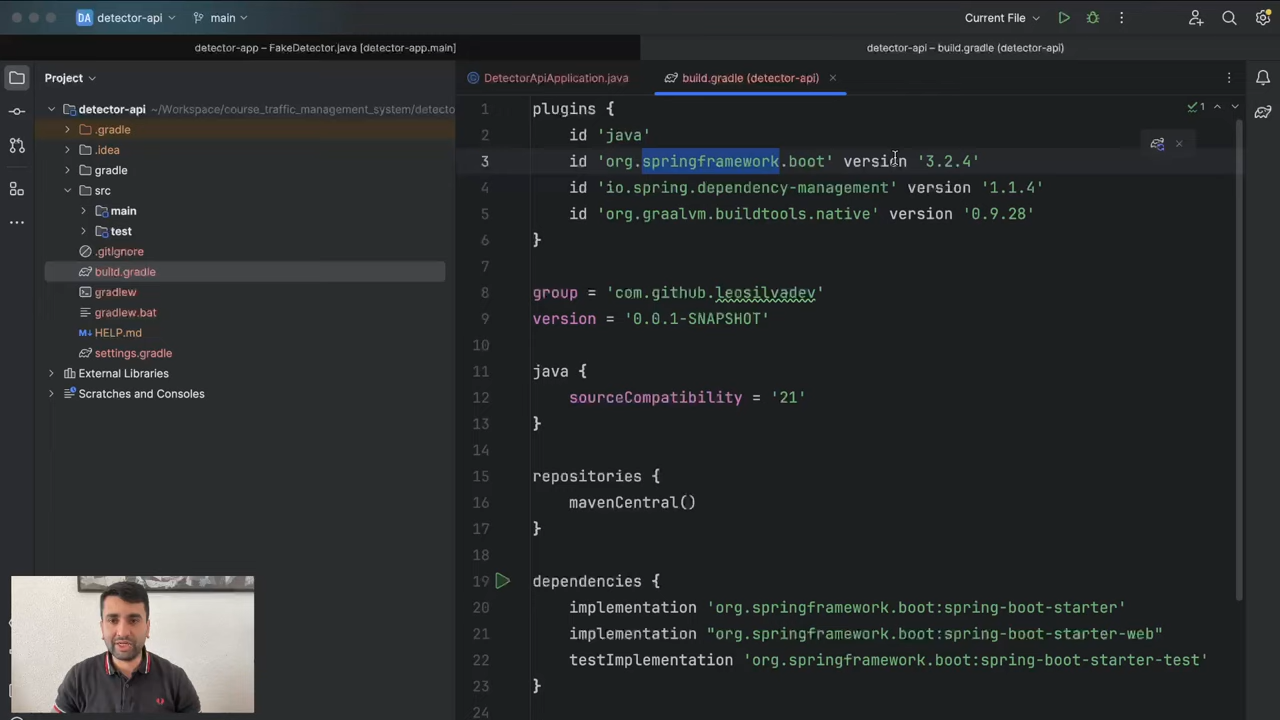 DA detector-api
main
Current File
detector-app – FakeDetector.java [detector-app.main]
detector-api – build.gradle (detector-api)
Project
DetectorApiApplication.java
build.gradle (detector-api)
detector-api ~/Workspace/course_traffic_management_system/detecto
.gradle
.idea
gradle
src
main
test
.gitignore
build.gradle
gradlew
gradlew.bat
M↓ HELP.md
settings.gradle
External Libraries
Scratches and Consoles
1
1 plugins {
2 id 'java'
3 id 'org.springframework.boot' version '3.2.4'
4 id 'io.spring.dependency-management' version '1.1.4'
5 id 'org.graalvm.buildtools.native' version '0.9.28'
6 }
7
8 group = 'com.github.leosilvadev'
9 version = '0.0.1-SNAPSHOT'
10
11 java {
12 sourceCompatibility = '21'
13 }
14
15 repositories {
16 mavenCentral()
17 }
18
19 dependencies {
20 implementation 'org.springframework.boot:spring-boot-starter'
21 implementation "org.springframework.boot:spring-boot-starter-web"
22 testImplementation 'org.springframework.boot:spring-boot-starter-test'
23 }
24